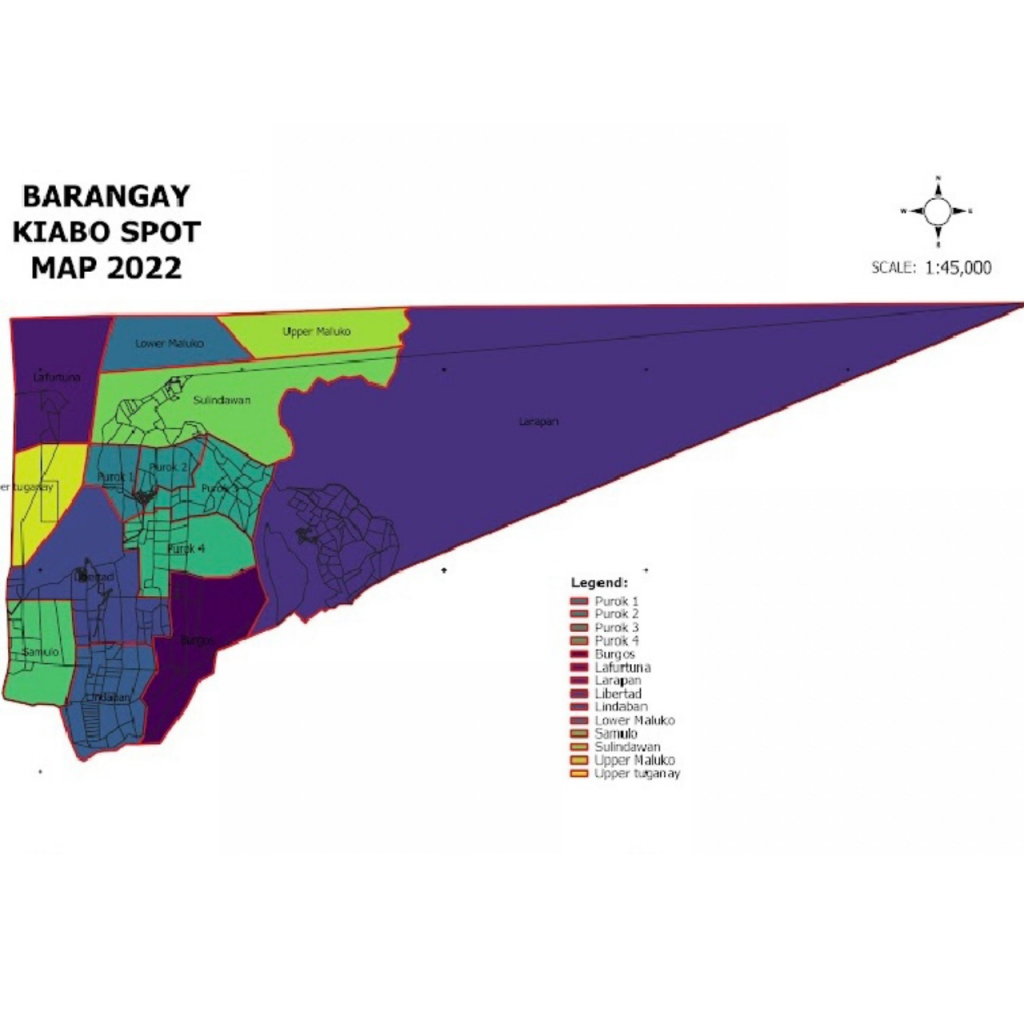 BARANGAY
KIABO SPOT
MAP 2022
N
W
E
S
SCALE: 1:45,000
Upper Maluko
Lower Maluko
Lafurtuna
Sulindawan
Larapan
Purok 2
Purok 1
Purok 3
er tuganay
Purok 4
Libertad
Burgos
Samulo
Lindaban
Legend:
Purok 1
Purok 2
Purok 3
Purok 4
Burgos
Lafurtuna
Larapan
Libertad
Lindaban
Lower Maluko
Samulo
Sulindawan
Upper Maluko
Upper tuganay